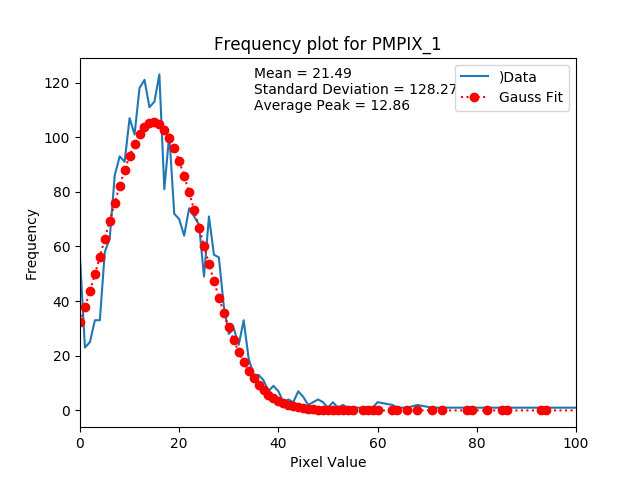 Frequency plot for PMPIX_1
Mean = 21.49
Standard Deviation = 128.27
Average Peak = 12.86
)Data
Gauss Fit
Frequency
120
100
80
60
40
20
0
0 20 40 60 80 100
Pixel Value